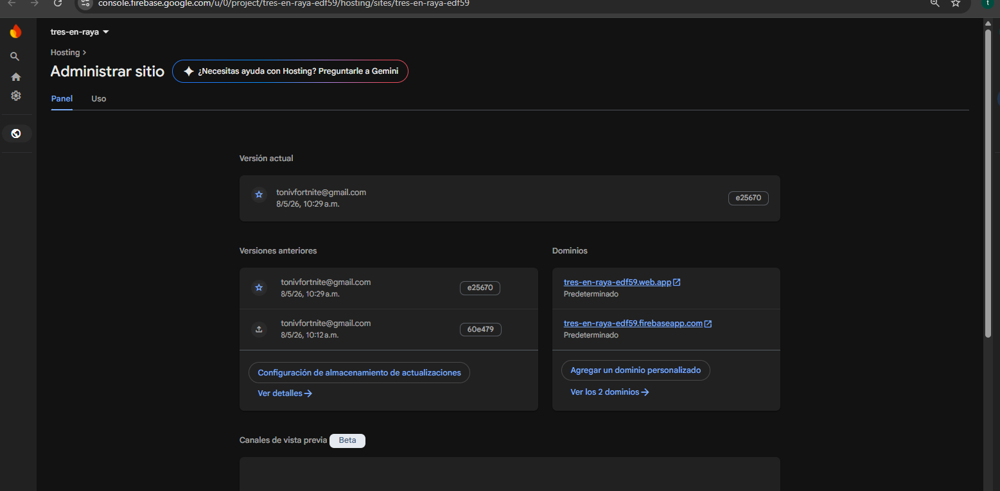 console.firebase.google.com/u/0/project/tres-en-raya-edf59/hosting/sites/tres-en-raya-edf59
t
tres-en-raya
Hosting
Administrar sitio
¿Necesitas ayuda con Hosting? Preguntarle a Gemini
Panel
Uso
Versión actual
tonivfortnite@gmail.com
8/5/26, 10:29 a.m.
e25670
Versiones anteriores
tonivfortnite@gmail.com
8/5/26, 10:29 a.m.
e25670
tonivfortnite@gmail.com
8/5/26, 10:12 a.m.
60e479
Configuración de almacenamiento de actualizaciones
Ver detalles
Dominios
tres-en-raya-edf59.web.app
Predeterminado
tres-en-raya-edf59.firebaseapp.com
Predeterminado
Agregar un dominio personalizado
Ver los 2 dominios
Canales de vista previa
Beta